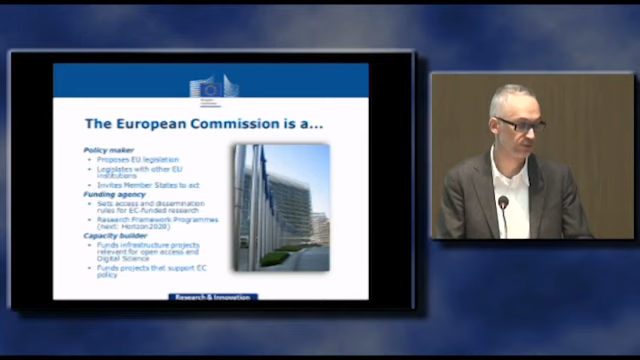 European
Commission
The European Commission is a...
Policy maker
• Proposes EU legislation
• Legislates with other EU
institutions
• Invites Member States to act
Funding agency
• Sets access and dissemination
rules for EC-funded research
• Research Framework Programmes
(next: Horizon2020)
Capacity builder
• Funds infrastructure projects
relevant for open access and
Digital Science
• Funds projects that support EC
policy
Research & Innovation